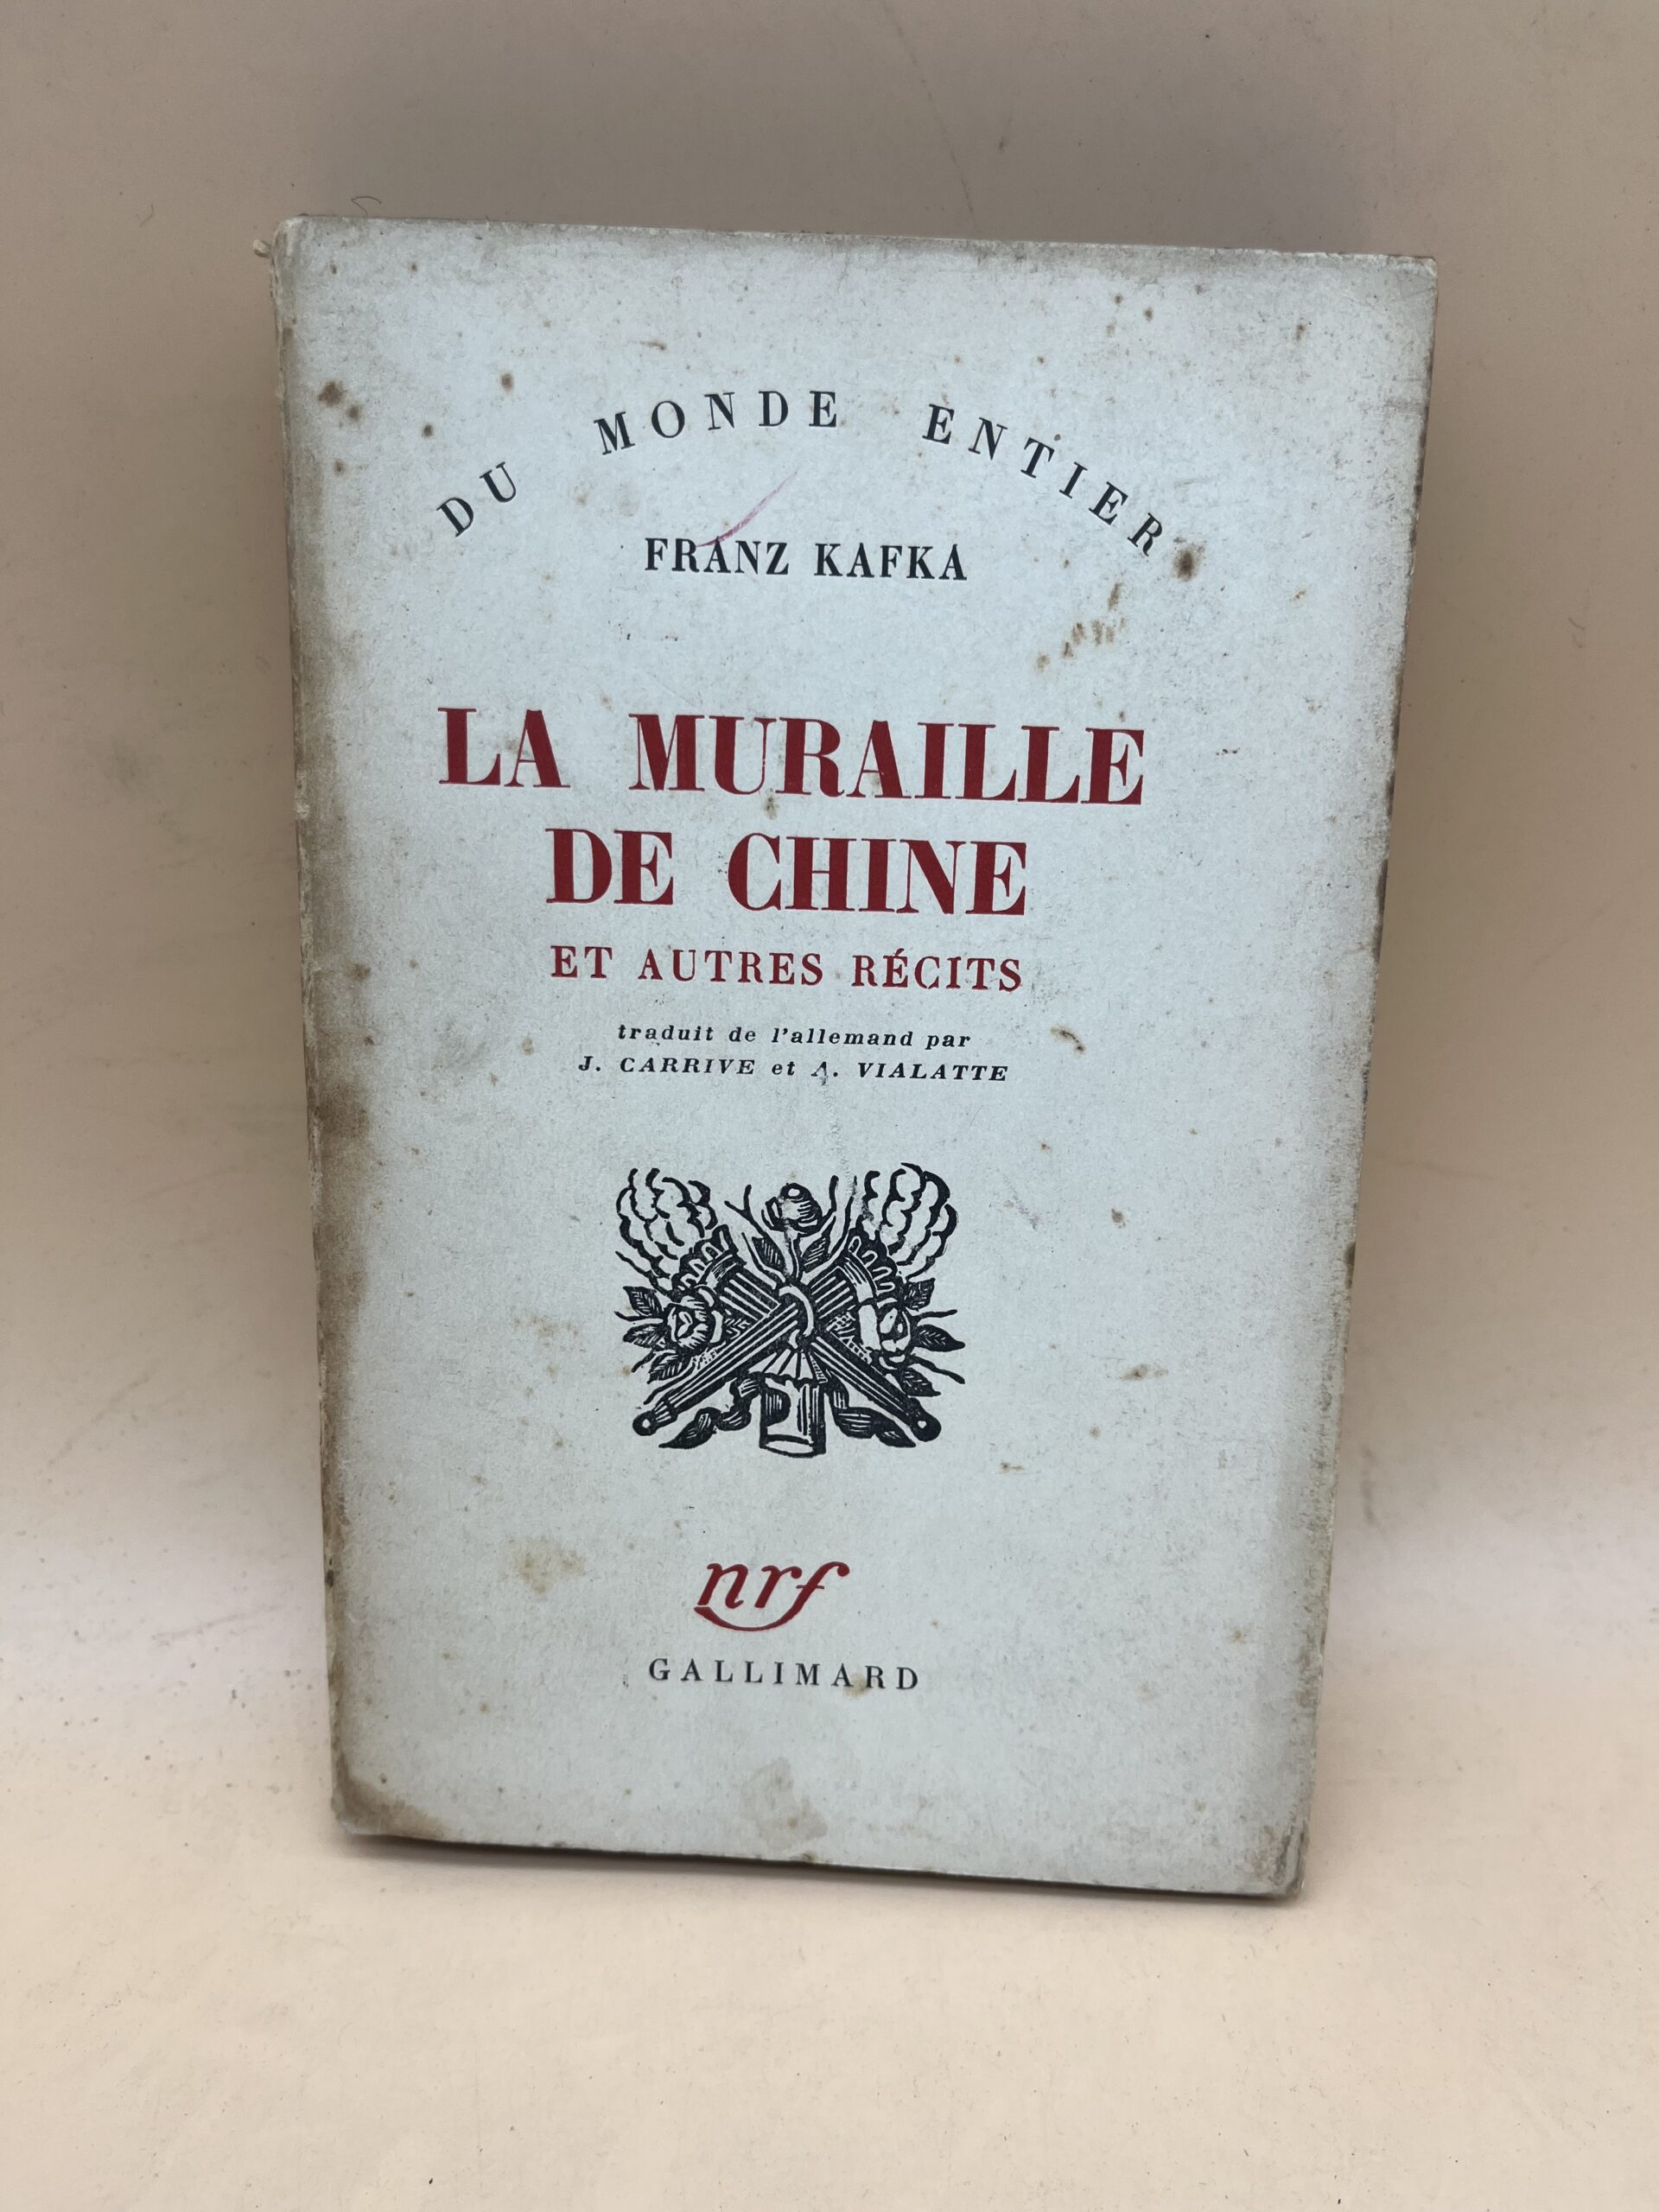 DU MONDE ENTIER
FRANZ KAFKA
LA MURAILLE
DE CHINE
ET AUTRES RÉCITS
traduit de l'allemand par
J. CARRIVE et A. VIALATTE
nrf
GALLIMARD